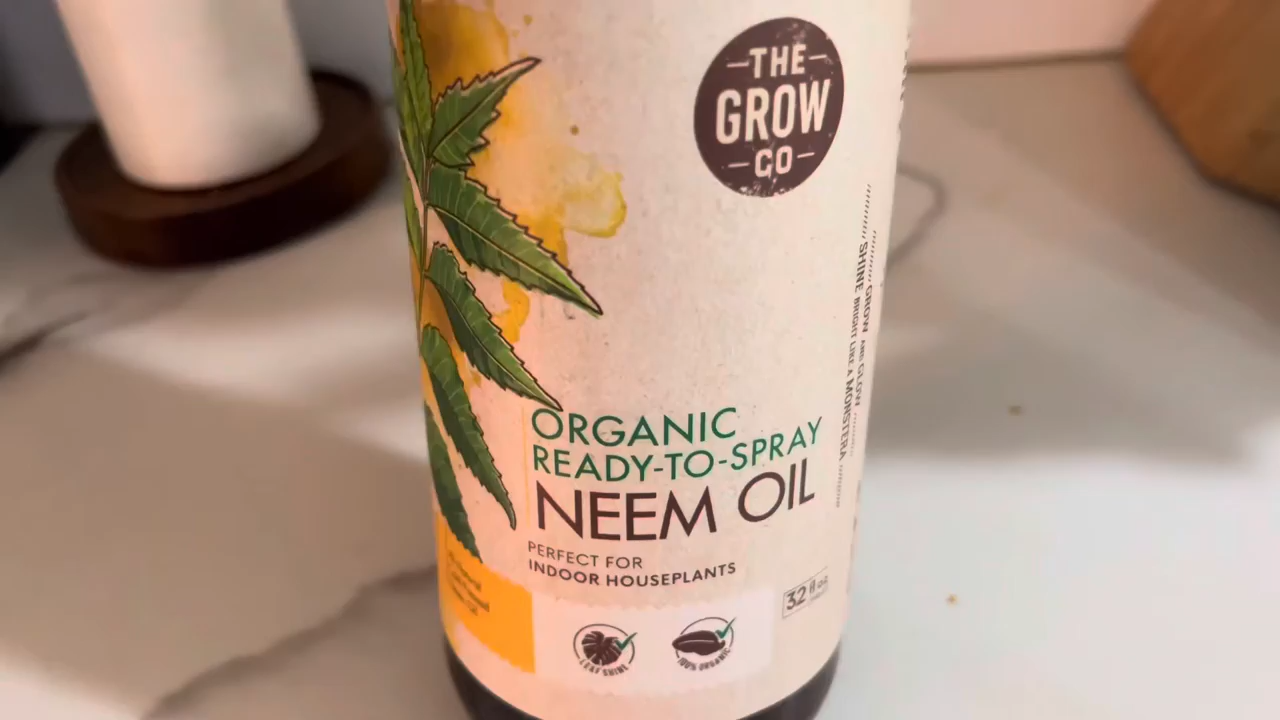 THE
GROW
CO
GROW AND GLOW
SHINE BRIGHT LIKE A MONSTERA
ORGANIC
READY-TO-SPRAY
NEEM OIL
PERFECT FOR
INDOOR HOUSEPLANTS
32 fl oz
LEAF SHINE
100% ORGANIC